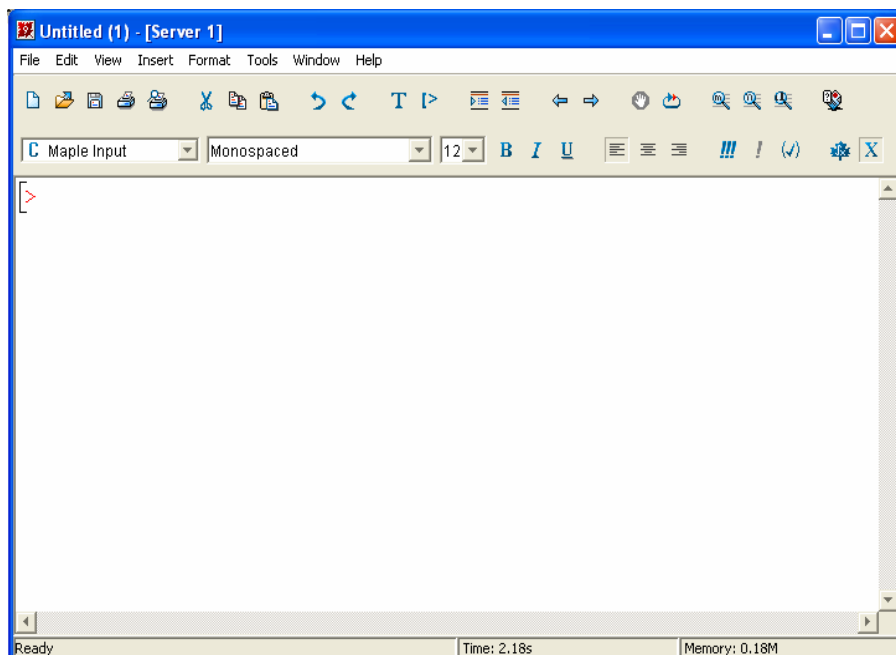 Untitled (1) - [Server 1]
File Edit View Insert Format Tools Window Help
T [>
C Maple Input Monospaced 12 B I U !!! ! (√) X
[>
Ready Time: 2.18s Memory: 0.18M